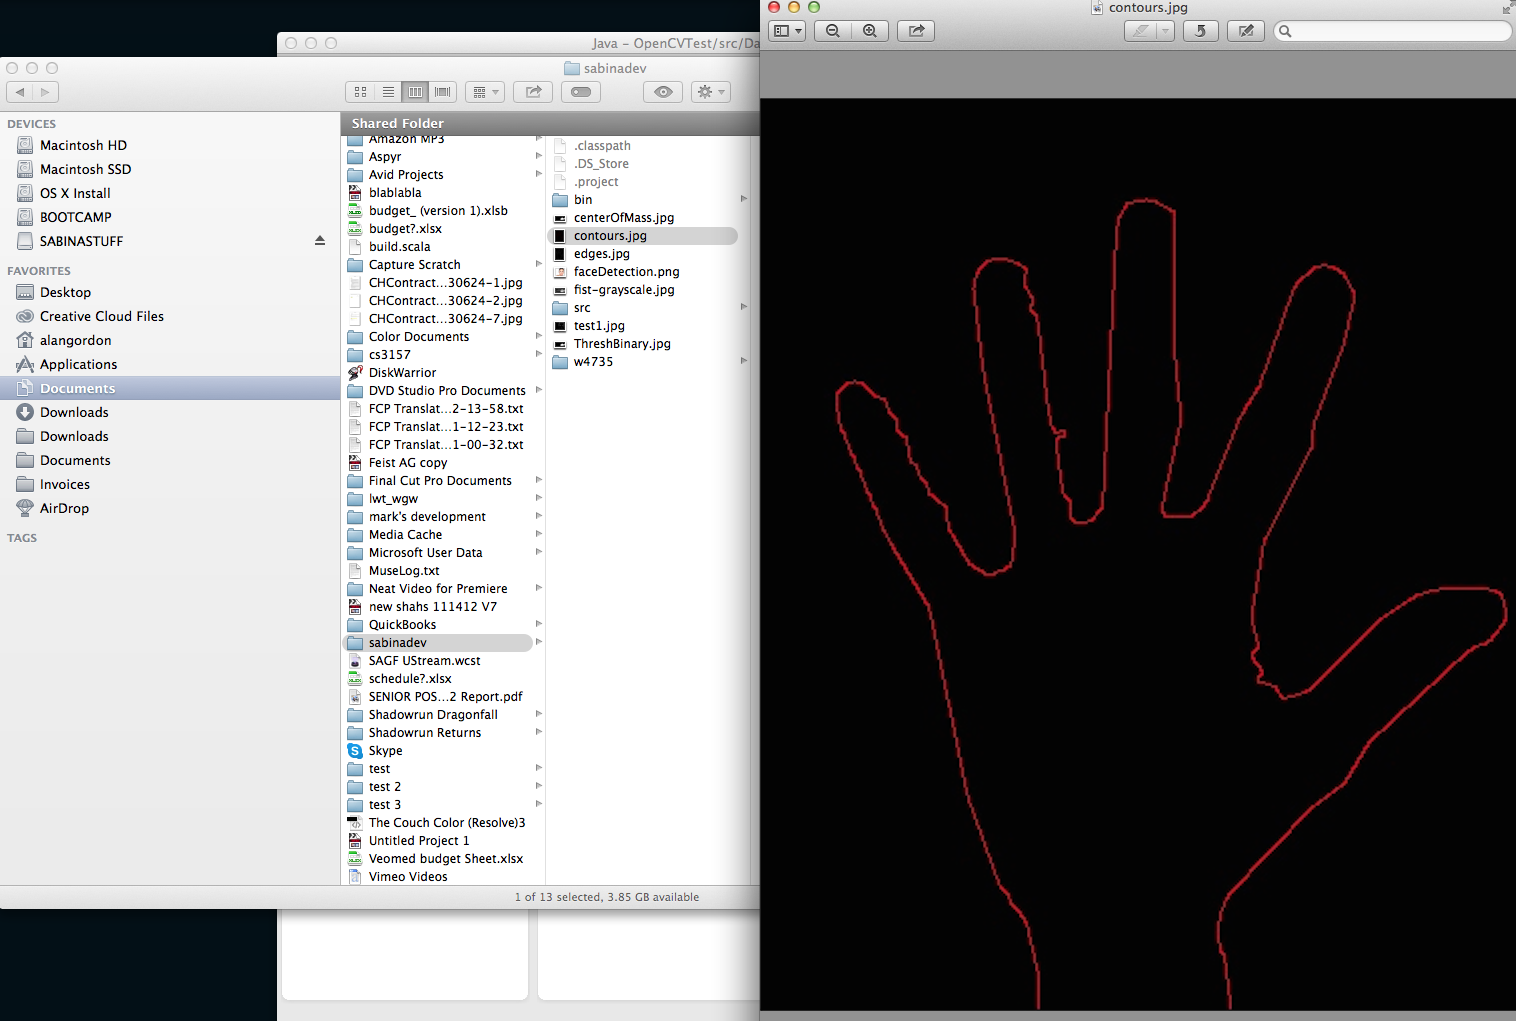 contours.jpg
Java – OpenCVTest/src/Da
sabinadev
Shared Folder
DEVICES
Macintosh HD
Macintosh SSD
OS X Install
BOOTCAMP
SABINASTUFF
FAVORITES
Desktop
Creative Cloud Files
alangordon
Applications
Documents
Downloads
Downloads
Documents
Invoices
AirDrop
TAGS
Amazon MP3
Aspyr
Avid Projects
blablabla
budget_ (version 1).xlsb
budget?.xlsx
build.scala
Capture Scratch
CHContract...30624-1.jpg
CHContract...30624-2.jpg
CHContract...30624-7.jpg
Color Documents
cs3157
DiskWarrior
DVD Studio Pro Documents
FCP Translat...2-13-58.txt
FCP Translat...1-12-23.txt
FCP Translat...1-00-32.txt
Feist AG copy
Final Cut Pro Documents
lwt_wgw
mark's development
Media Cache
Microsoft User Data
MuseLog.txt
Neat Video for Premiere
new shahs 111412 V7
QuickBooks
sabinadev
SAGF UStream.wcst
schedule?.xlsx
SENIOR POS...2 Report.pdf
Shadowrun Dragonfall
Shadowrun Returns
Skype
test
test 2
test 3
The Couch Color (Resolve)3
Untitled Project 1
Veomed budget Sheet.xlsx
Vimeo Videos
.classpath
.DS_Store
.project
bin
centerOfMass.jpg
contours.jpg
edges.jpg
faceDetection.png
fist-grayscale.jpg
src
test1.jpg
ThreshBinary.jpg
w4735
1 of 13 selected, 3.85 GB available